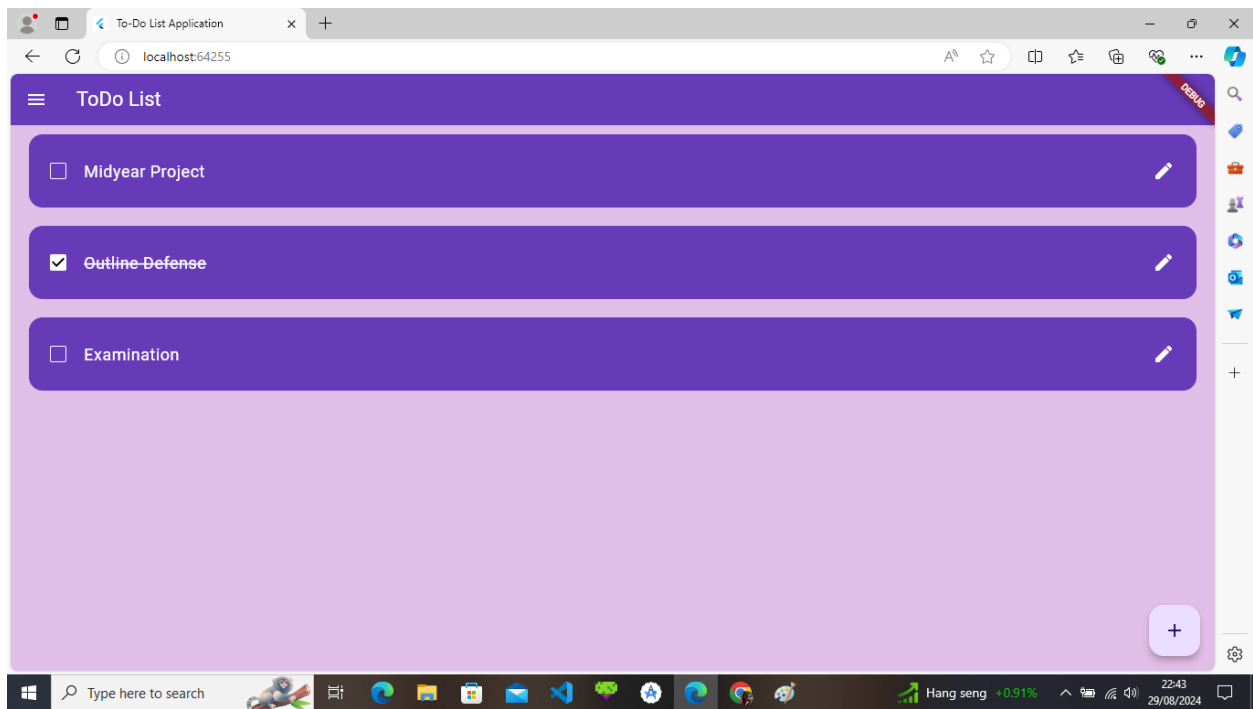 To-Do List Application
localhost:64255
ToDo List
DEBUG
Midyear Project
Outline Defense
Examination
Type here to search
Hang seng +0.91%
22:43
29/08/2024